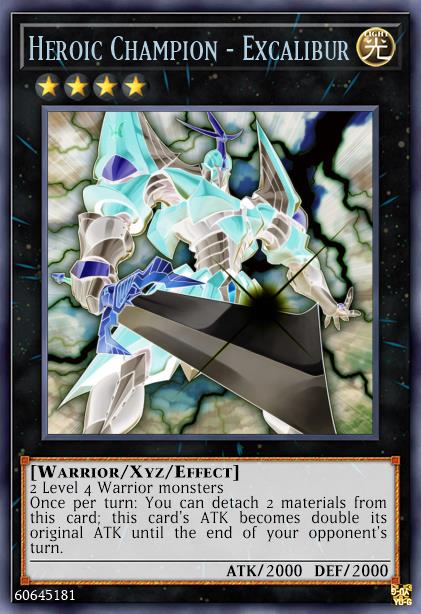 Heroic Champion - Excalibur
LIGHT
光
[Warrior/Xyz/Effect]
2 Level 4 Warrior monsters
Once per turn: You can detach 2 materials from
this card; this card's ATK becomes double its
original ATK until the end of your opponent's
turn.
ATK/2000 DEF/2000
60645181